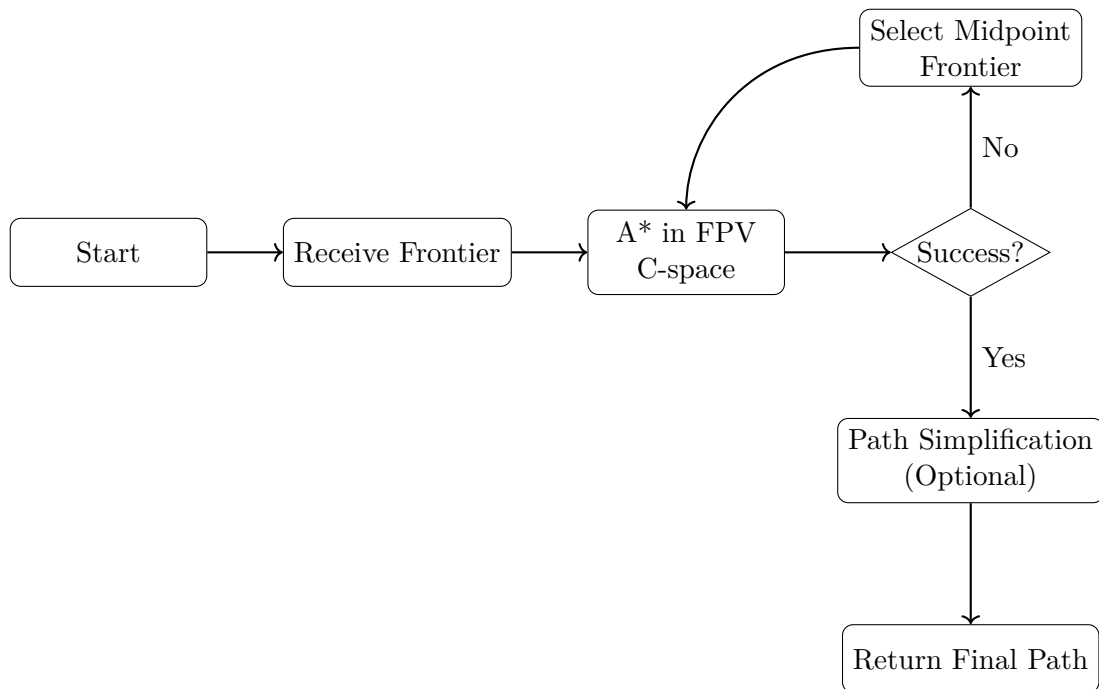 Select Midpoint
Frontier
No
Start
Receive Frontier
A* in FPV
C-space
Success?
Yes
Path Simplification
(Optional)
Return Final Path